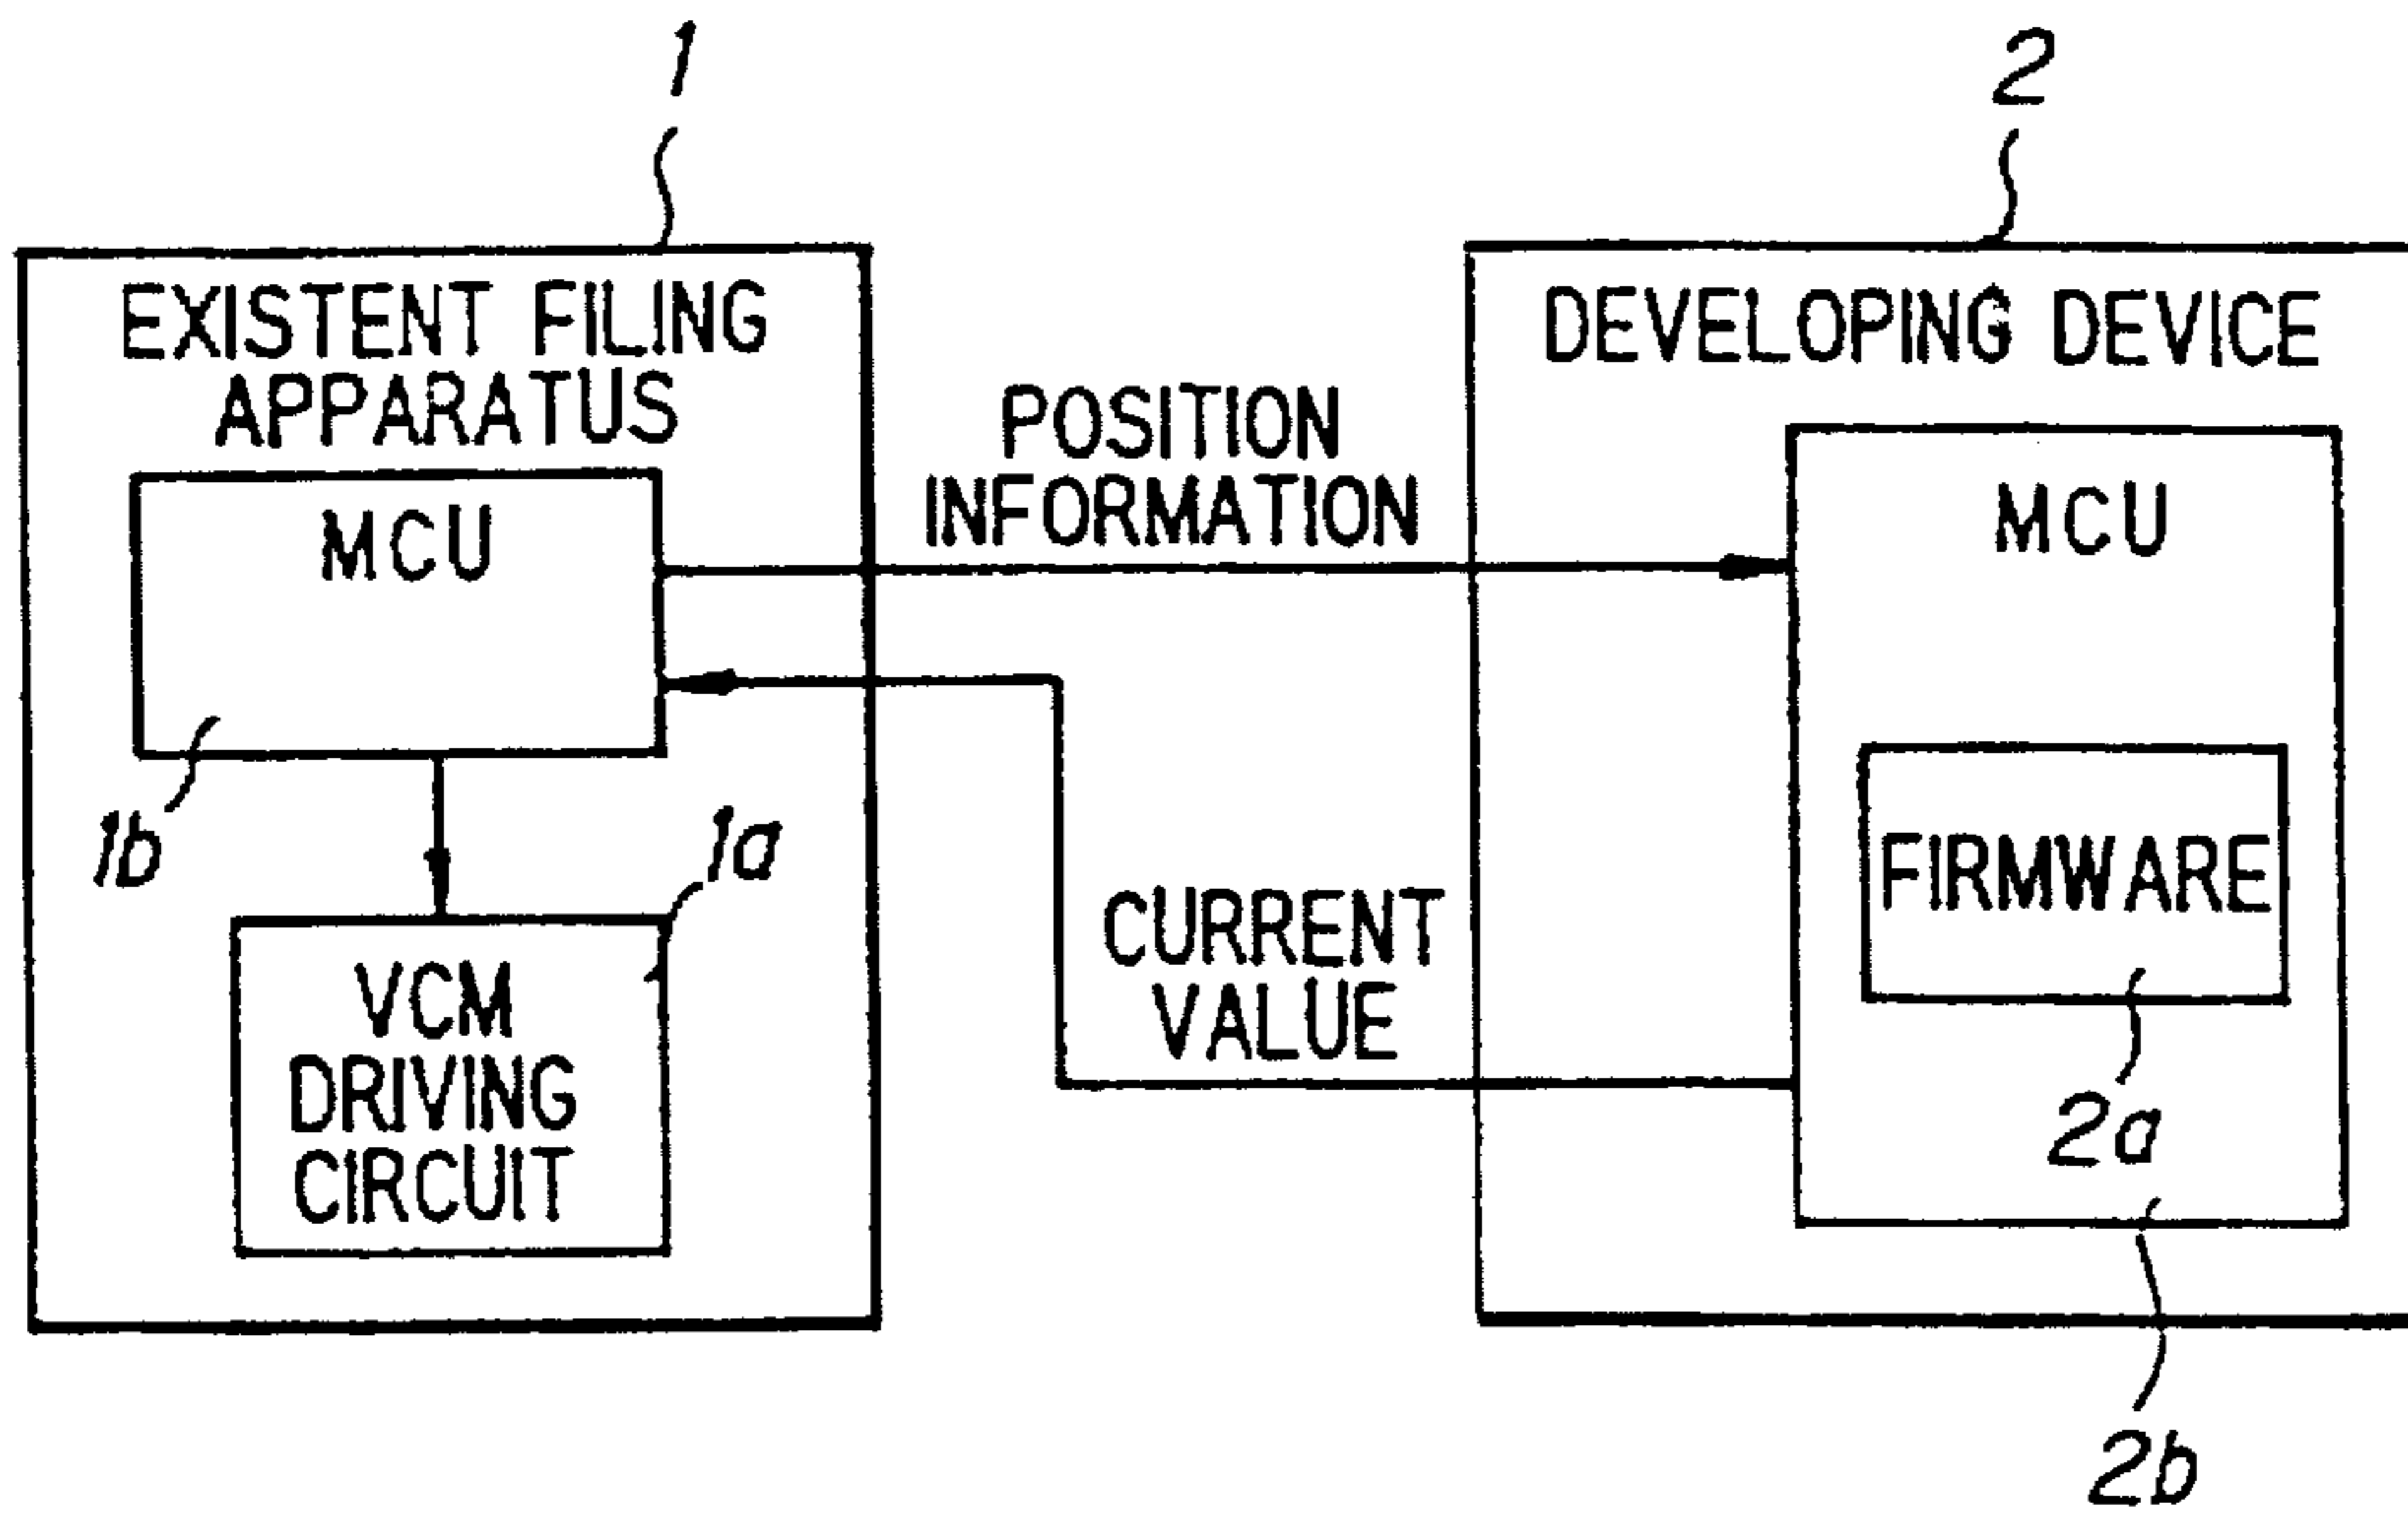 1
2
EXISTENT FILING
APPARATUS
DEVELOPING DEVICE
POSITION
INFORMATION
MCU
MCU
1b
1a
VCM
DRIVING
CIRCUIT
CURRENT
VALUE
FIRMWARE
2a
2b